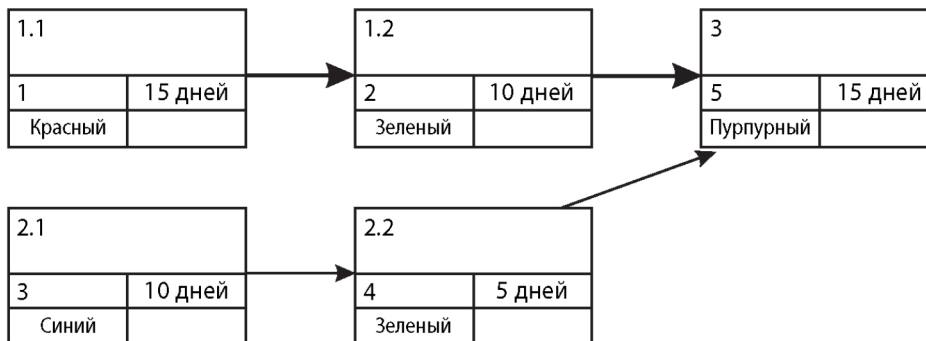 1.1
1 15 дней
Красный
1.2
2 10 дней
Зеленый
3
5 15 дней
Пурпурный
2.1
3 10 дней
Синий
2.2
4 5 дней
Зеленый